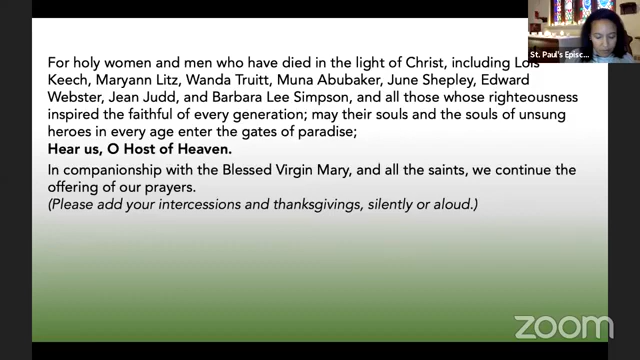 For holy women and men who have died in the light of Christ, including Lois
Keech, Maryann Litz, Wanda Truitt, Muna Abubaker, June Shepley, Edward
Webster, Jean Judd, and Barbara Lee Simpson, and all those whose righteousness
inspired the faithful of every generation; may their souls and the souls of unsung
heroes in every age enter the gates of paradise;
Hear us, O Host of Heaven.
In companionship with the Blessed Virgin Mary, and all the saints, we continue the
offering of our prayers.
(Please add your intercessions and thanksgivings, silently or aloud.)
St. Paul's Episc...
zoom